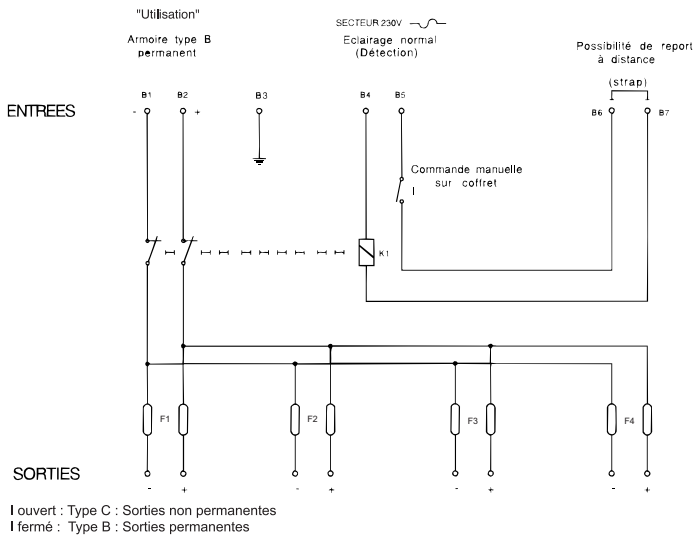 "Utilisation"
Armoire type B
permanent
SECTEUR 230V
Eclairage normal
(Détection)
Possibilité de report
à distance
(strap)
ENTREES
B1
B2
B3
B4
B5
B6
B7
-
+
Commande manuelle
sur coffret
I
K1
F1
F2
F3
F4
SORTIES
- + - + - + - +
I ouvert : Type C : Sorties non permanentes
I fermé : Type B : Sorties permanentes